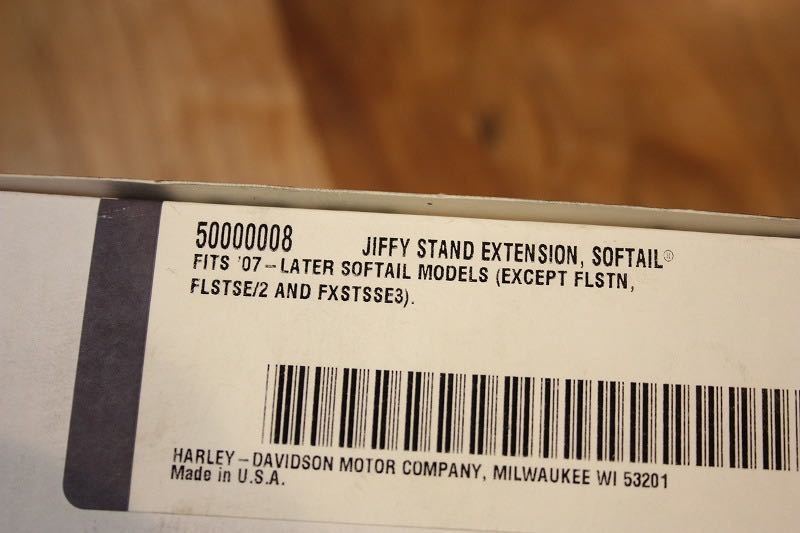 50000008 JIFFY STAND EXTENSION, SOFTAIL®
FITS '07-LATER SOFTAIL MODELS (EXCEPT FLSTN,
FLSTSE/2 AND FXSTSSE3).
HARLEY-DAVIDSON MOTOR COMPANY, MILWAUKEE WI 53201
Made in U.S.A.